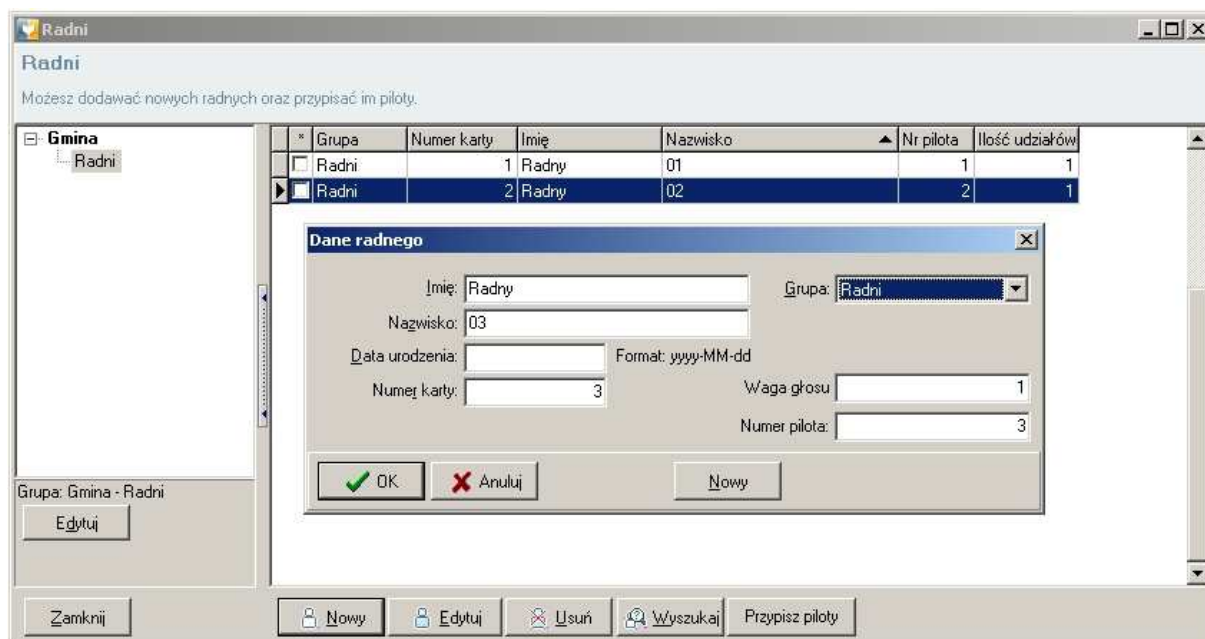 Radni
Radni
Możesz dodawać nowych radnych oraz przypisać im piloty.
Gmina
Radni
* Grupa Numer karty Imię Nazwisko Nr pilota Ilość udziałów
Radni 1 Radny 01 1 1
Radni 2 Radny 02 2 1
Dane radnego
Imię: Radny Grupa: Radni
Nazwisko: 03
Data urodzenia: Format: yyyy-MM-dd
Numer karty: 3 Waga głosu 1
Numer pilota: 3
OK Anuluj Nowy
Grupa: Gmina - Radni
Edytuj
Zamknij Nowy Edytuj Usuń Wyszukaj Przypisz piloty